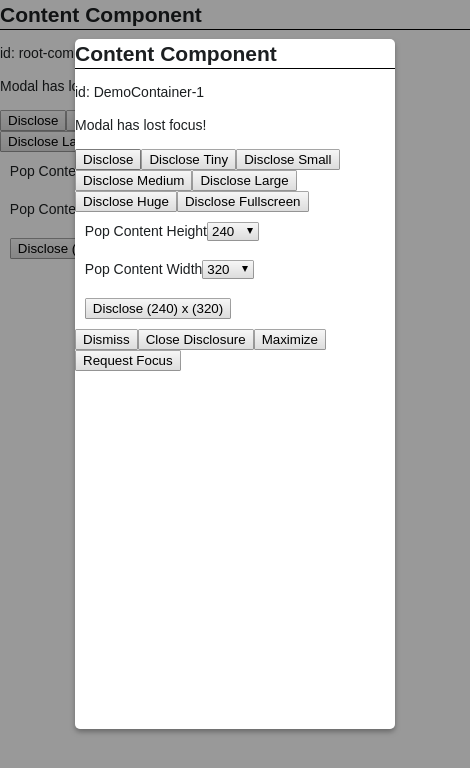 Content Component
id: root-com
Modal has l
Disclose
Disclose La
Pop Conte
Pop Conte
Disclose (
Content Component
id: DemoContainer-1
Modal has lost focus!
Disclose Disclose Tiny Disclose Small
Disclose Medium Disclose Large
Disclose Huge Disclose Fullscreen
Pop Content Height 240
Pop Content Width 320
Disclose (240) x (320)
Dismiss Close Disclosure Maximize
Request Focus